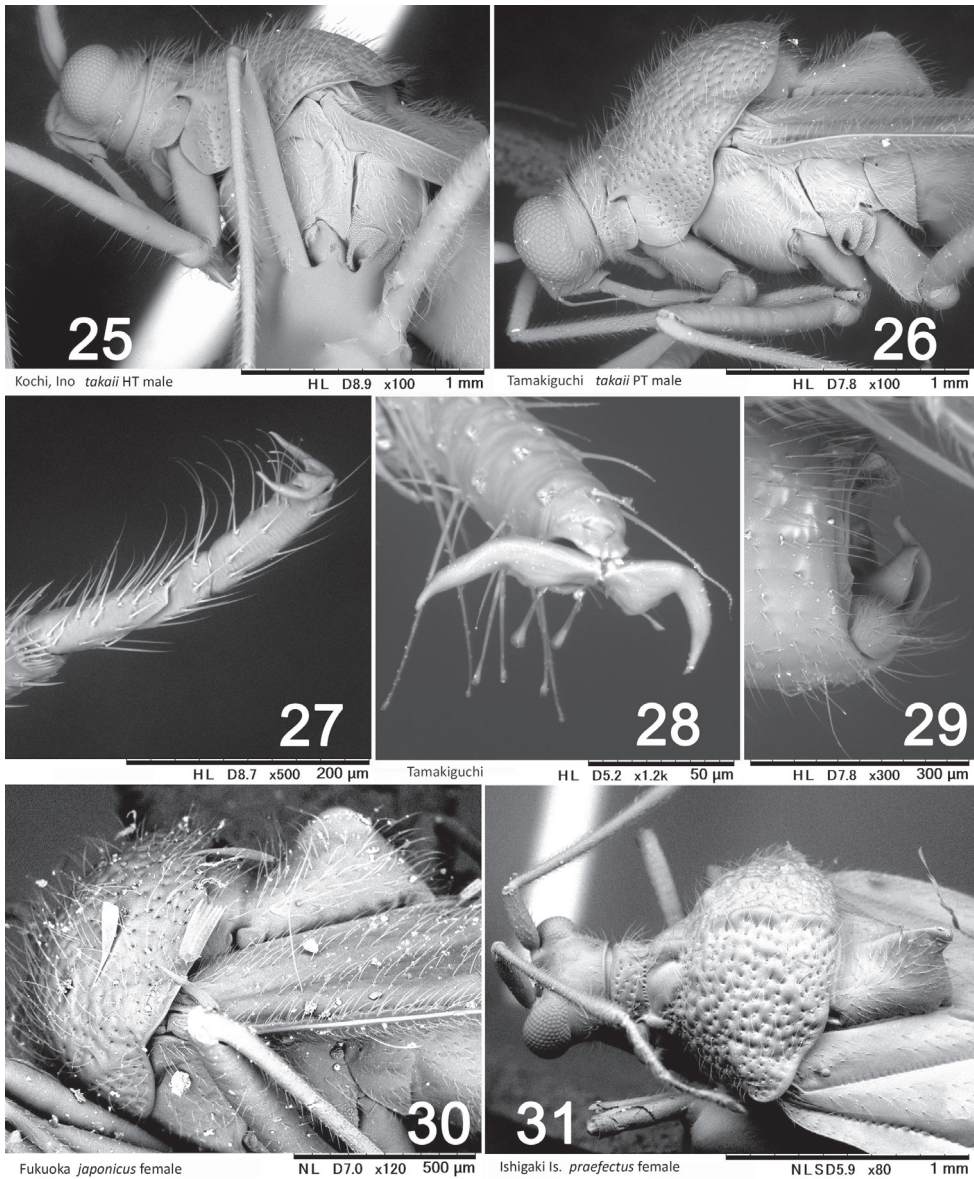 25
Kochi, Ino takaii HT male HL D8.9 x100 1 mm
26
Tamakiguchi takaii PT male HL D7.8 x100 1 mm
27
HL D8.7 x500 200 µm
28
Tamakiguchi HL D5.2 x1.2k 50 µm
29
HL D7.8 x300 300 µm
30
Fukuoka japonicus female NL D7.0 x120 500 µm
31
Ishigaki Is. praefectus female NLSD5.9 x80 1 mm